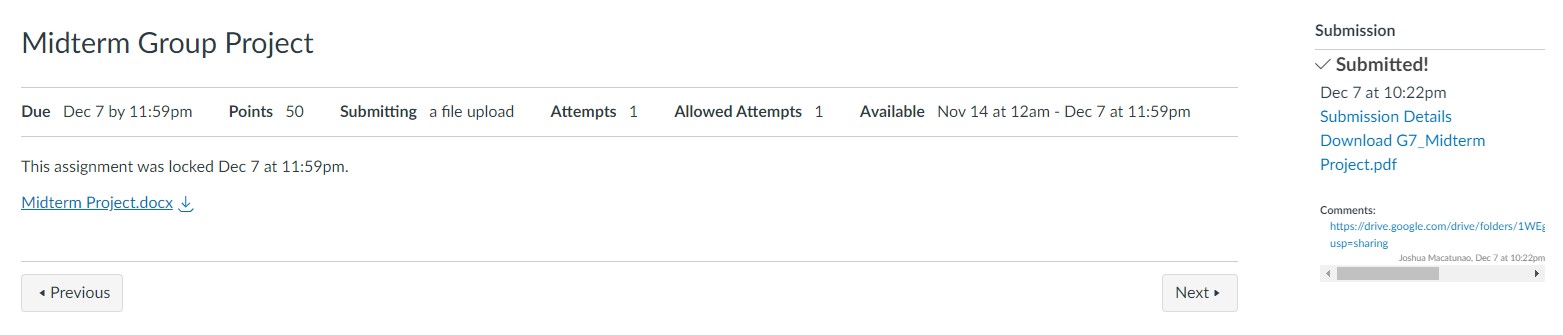 Midterm Group Project
Due Dec 7 by 11:59pm Points 50 Submitting a file upload Attempts 1 Allowed Attempts 1 Available Nov 14 at 12am - Dec 7 at 11:59pm
This assignment was locked Dec 7 at 11:59pm.
Midterm Project.docx
Previous
Next
Submission
Submitted!
Dec 7 at 10:22pm
Submission Details
Download G7_Midterm
Project.pdf
Comments:
https://drive.google.com/drive/folders/1WEg
usp=sharing
Joshua Macatunao, Dec 7 at 10:22pm